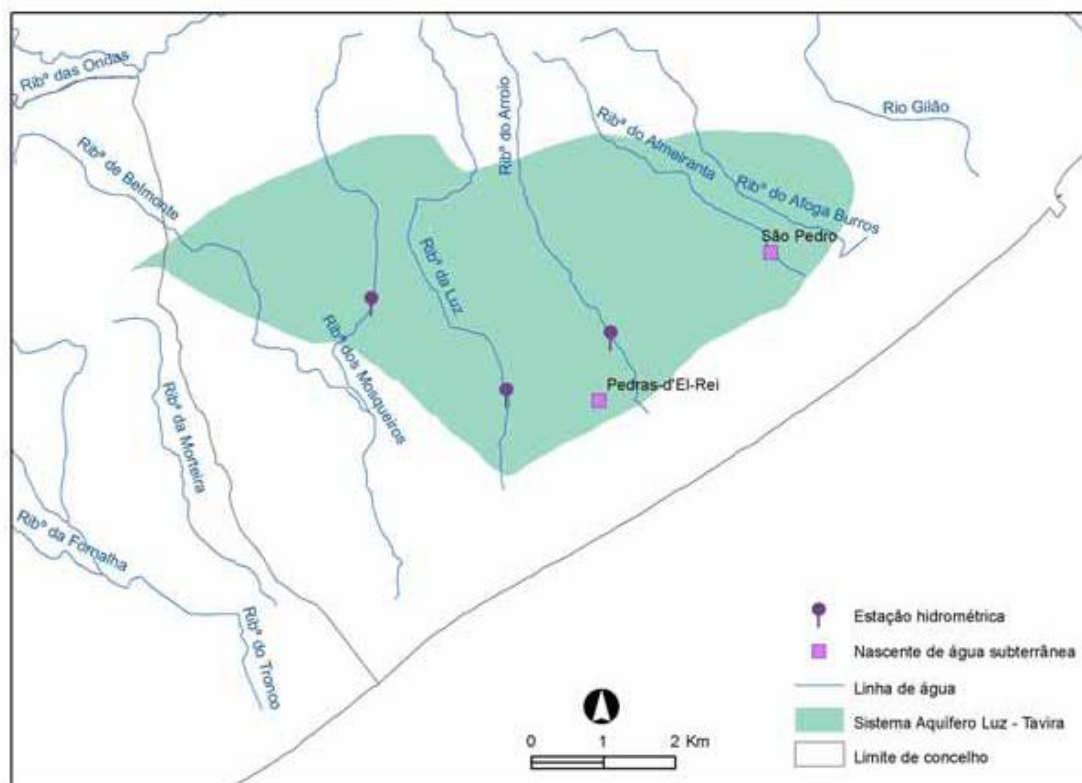 Ribª das Ondas
Ribª de Belmonte
Ribª do Arroio
Ribª do Almeiranta
Rio Gilão
Ribª do Afoga Burros
São Pedro
Ribª da Luz
Ribª dos Mosqueiros
Pedras-d'El-Rei
Ribª da Morteira
Ribª da Fornalha
Ribª do Tronco
Estação hidrométrica
Nascente de água subterrânea
Linha de água
Sistema Aquífero Luz - Tavira
Limite de concelho
0 1 2 Km